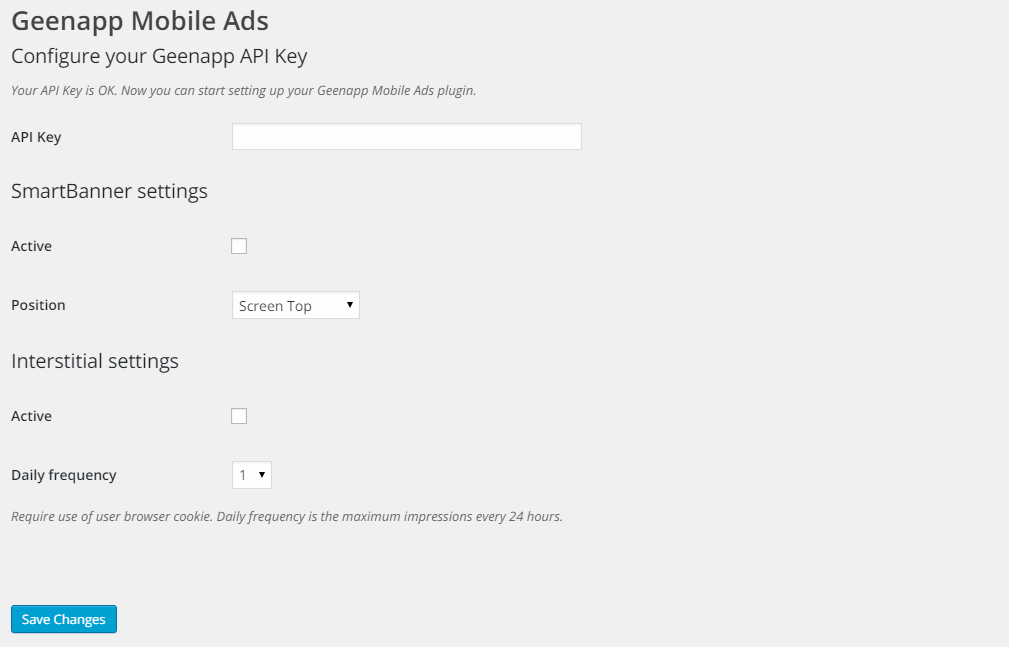 Geenapp Mobile Ads
Configure your Geenapp API Key
Your API Key is OK. Now you can start setting up your Geenapp Mobile Ads plugin.
API Key
SmartBanner settings
Active
Position Screen Top
Interstitial settings
Active
Daily frequency 1
Require use of user browser cookie. Daily frequency is the maximum impressions every 24 hours.
Save Changes